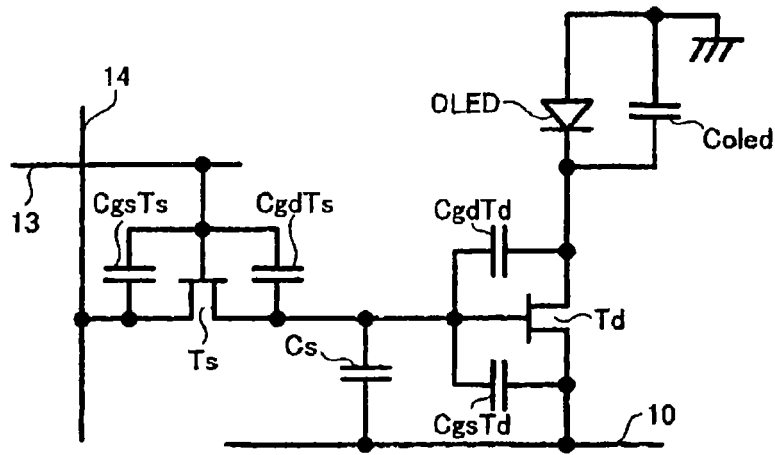 14
OLED
Coled
13
CgsTs
CgdTs
CgdTd
Ts
Cs
Td
CgsTd
10